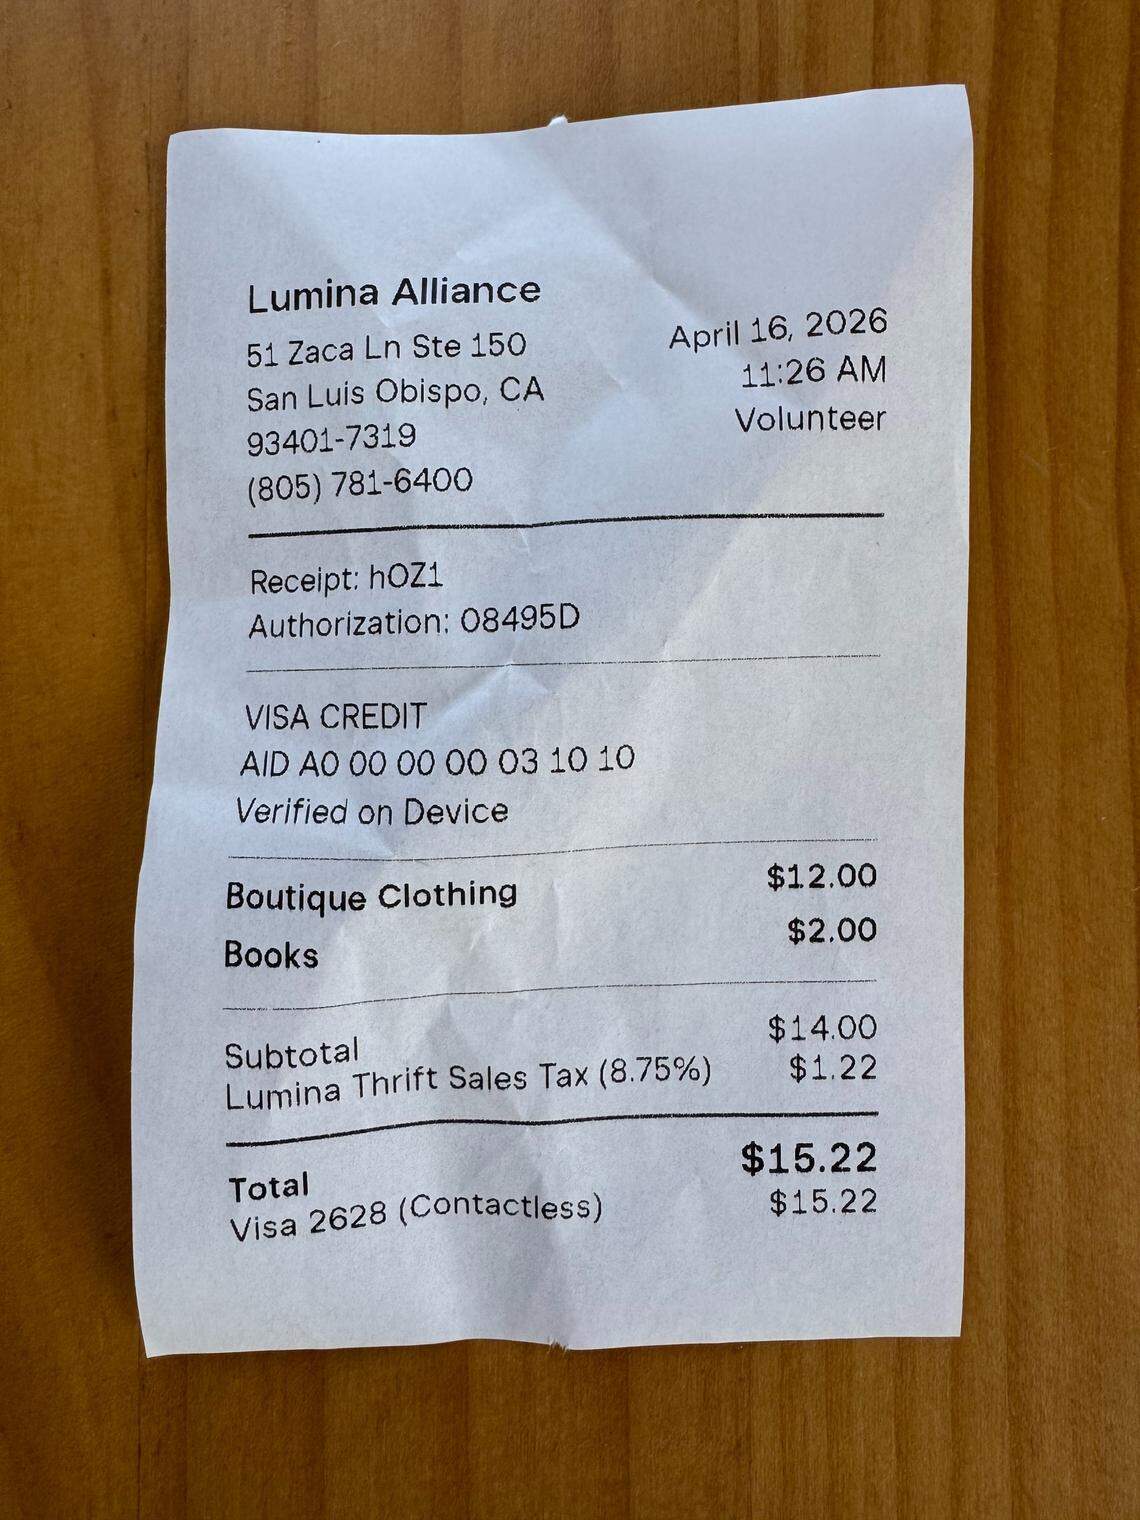 Lumina Alliance
51 Zaca Ln Ste 150
San Luis Obispo, CA
93401-7319
(805) 781-6400
April 16, 2026
11:26 AM
Volunteer
Receipt: hOZ1
Authorization: 08495D
VISA CREDIT
AID A0 00 00 00 03 10 10
Verified on Device
Boutique Clothing $12.00
Books $2.00
Subtotal $14.00
Lumina Thrift Sales Tax (8.75%) $1.22
Total $15.22
Visa 2628 (Contactless) $15.22